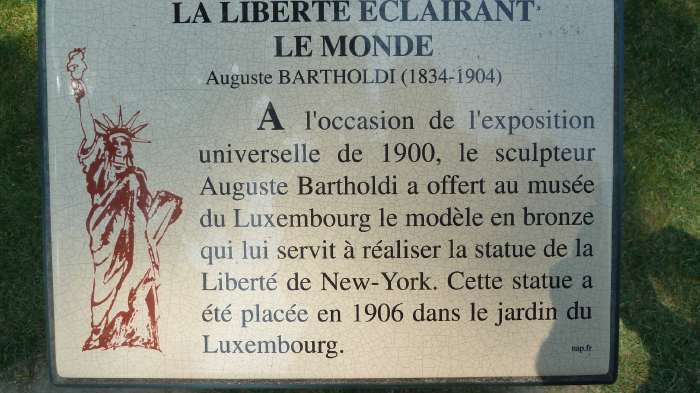 LA LIBERTE ECLAIRANT
LE MONDE
Auguste BARTHOLDI (1834-1904)
A l'occasion de l'exposition
universelle de 1900, le sculpteur
Auguste Bartholdi a offert au musée
du Luxembourg le modèle en bronze
qui lui servit à réaliser la statue de la
Liberté de New-York. Cette statue a
été placée en 1906 dans le jardin du
Luxembourg.
nap.fr